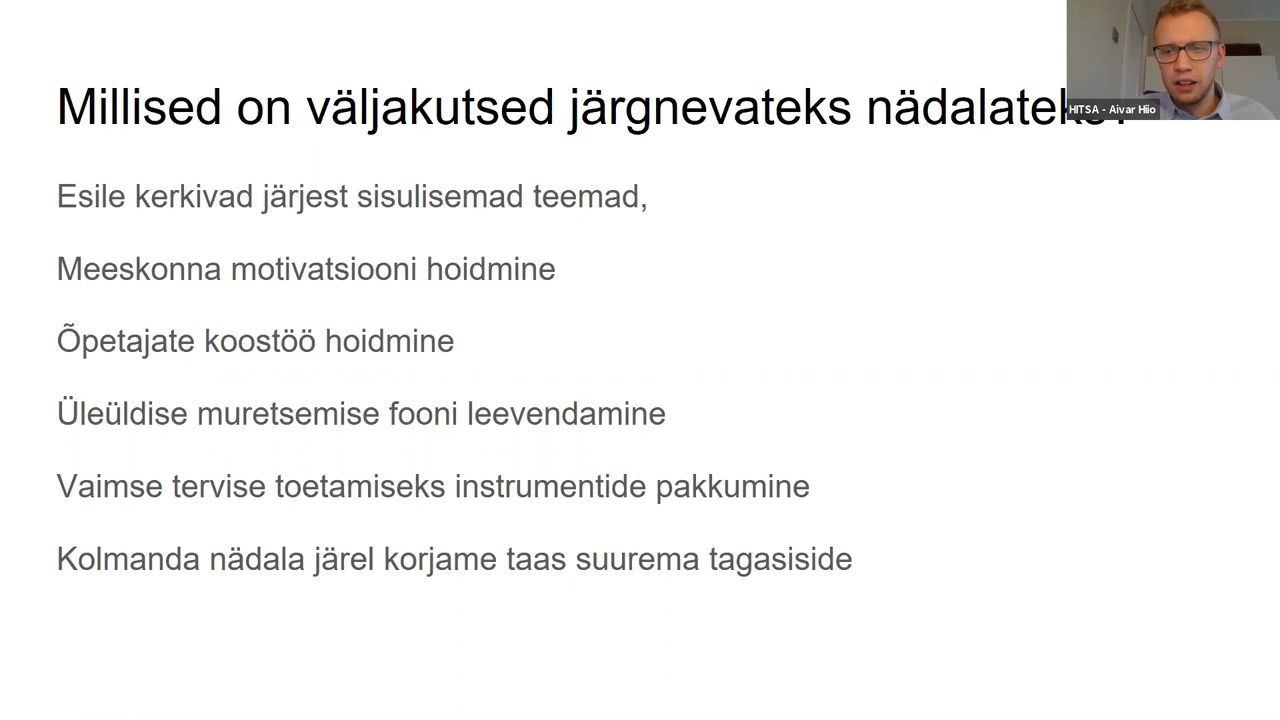 Millised on väljakutsed järgnevateks nädalateks?
HITSA - Aivar Hiio
Esile kerkivad järjest sisulisemad teemad,
Meeskonna motivatsiooni hoidmine
Õpetajate koostöö hoidmine
Üleüldise muretsemise fooni leevendamine
Vaimse tervise toetamiseks instrumentide pakkumine
Kolmanda nädala järel korjame taas suurema tagasiside